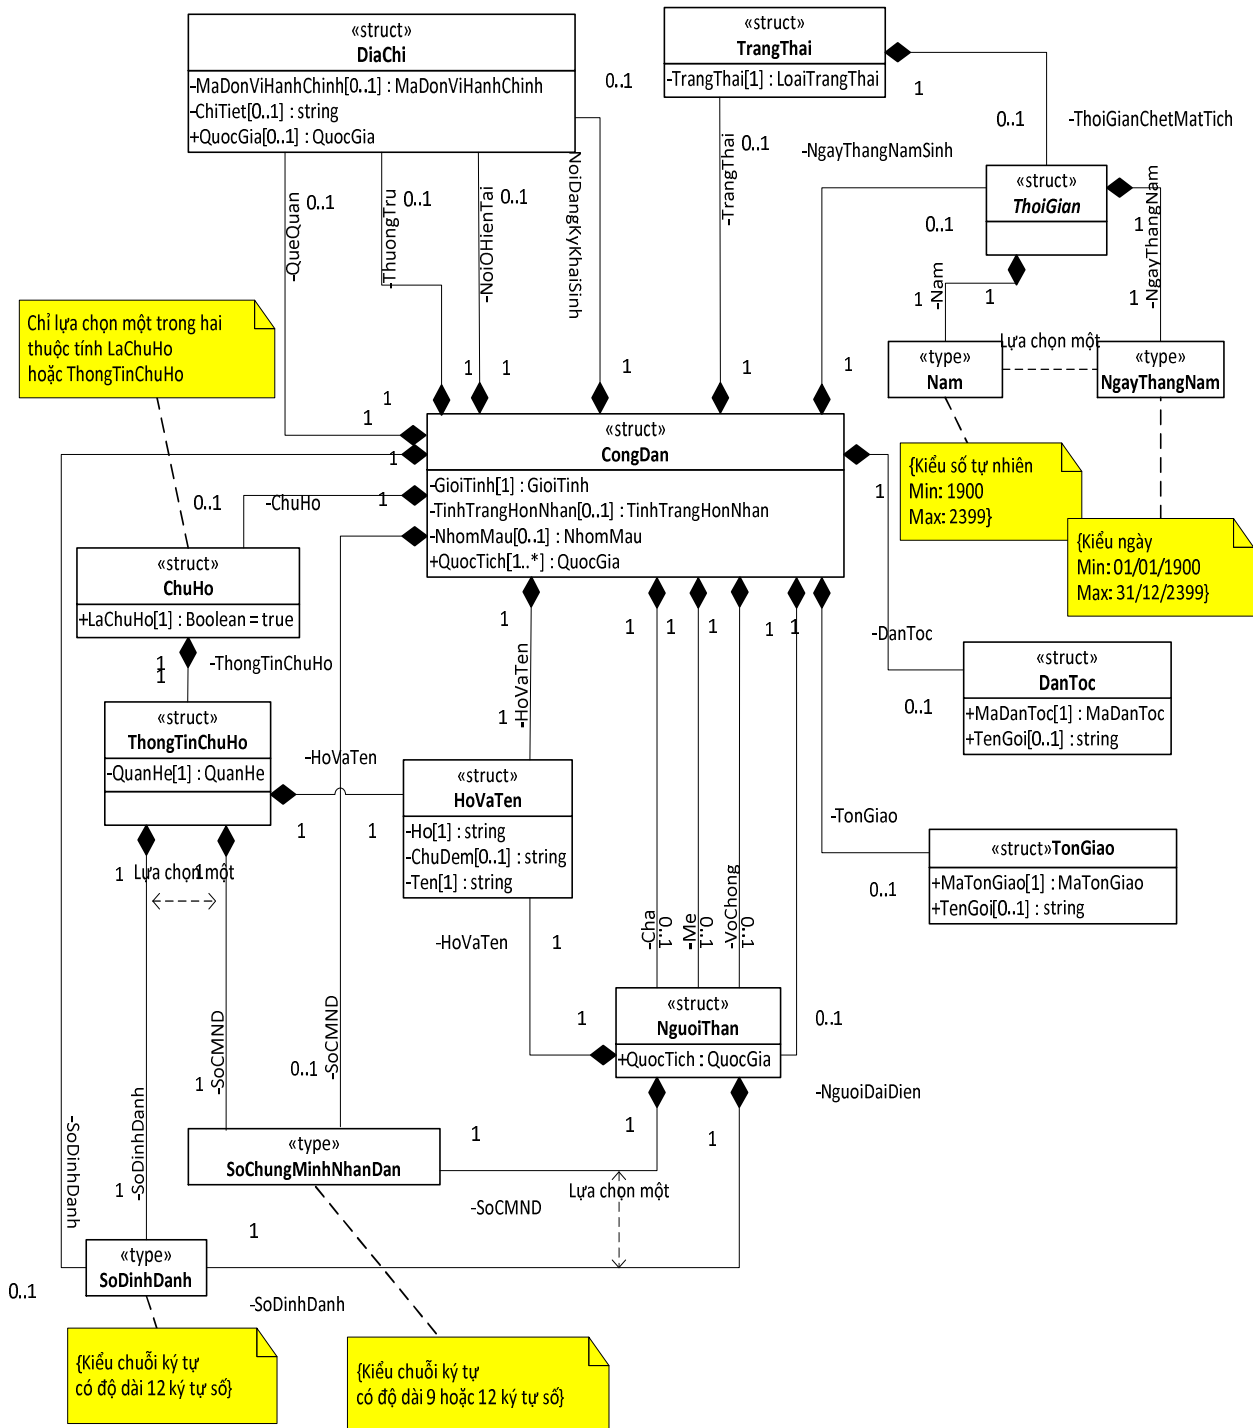 «struct»
DiaChi
-MaDonViHanhChinh[0..1] : MaDonViHanhChinh
-ChiTiet[0..1] : string
+QuocGia[0..1] : QuocGia
«struct»
TrangThai
-TrangThai[1] : LoaiTrangThai
0..1
1
0..1
-ThoiGianChetMatTich
-NgayThangNamSinh
0..1
-TrangThai
«struct»
ThoiGian
0..1
1
-NgayThangNam
-QueQuan
0..1
-ThuongTru
0..1
-NoiOHienTai
0..1
NoiDangKyKhaiSinh
1
-Nam
1
1
Chỉ lựa chọn một trong hai
thuộc tính LaChuHo
hoặc ThongTinChuHo
Lựa chọn một
«type»
Nam
«type»
NgayThangNam
1
1
1
1
1
1
1
1
«struct»
CongDan
-GioiTinh[1] : GioiTinh
-TinhTrangHonNhan[0..1] : TinhTrangHonNhan
-NhomMau[0..1] : NhomMau
+QuocTich[1..*] : QuocGia
{Kiểu số tự nhiên
Min: 1900
Max: 2399}
1
{Kiểu ngày
Min: 01/01/1900
Max: 31/12/2399}
0..1
-ChuHo
1
«struct»
ChuHo
+LaChuHo[1] : Boolean = true
1
1
-ThongTinChuHo
1
1
1
1
1
1
-DanToc
0..1
«struct»
DanToc
+MaDanToc[1] : MaDanToc
+TenGoi[0..1] : string
«struct»
ThongTinChuHo
-QuanHe[1] : QuanHe
-HoVaTen
1
1
-HoVaTen
1
«struct»
HoVaTen
-Ho[1] : string
-ChuDem[0..1] : string
-Ten[1] : string
-TonGiao
0..1
«struct»TonGiao
+MaTonGiao[1] : MaTonGiao
+TenGoi[0..1] : string
1
1
Lựa chọn một
-HoVaTen
1
-Cha
1..0
-Me
1..0
-VoChong
1..0
«struct»
NguoiThan
+QuocTich : QuocGia
1
0..1
-NguoiDaiDien
-SoCMND
1
-SoCMND
0..1
-SoDinhDanh
1
-SoDinhDanh
«type»
SoChungMinhNhanDan
1
1
1
Lựa chọn một
-SoCMND
1
«type»
SoDinhDanh
0..1
-SoDinhDanh
{Kiểu chuỗi ký tự
có độ dài 12 ký tự số}
{Kiểu chuỗi ký tự
có độ dài 9 hoặc 12 ký tự số}